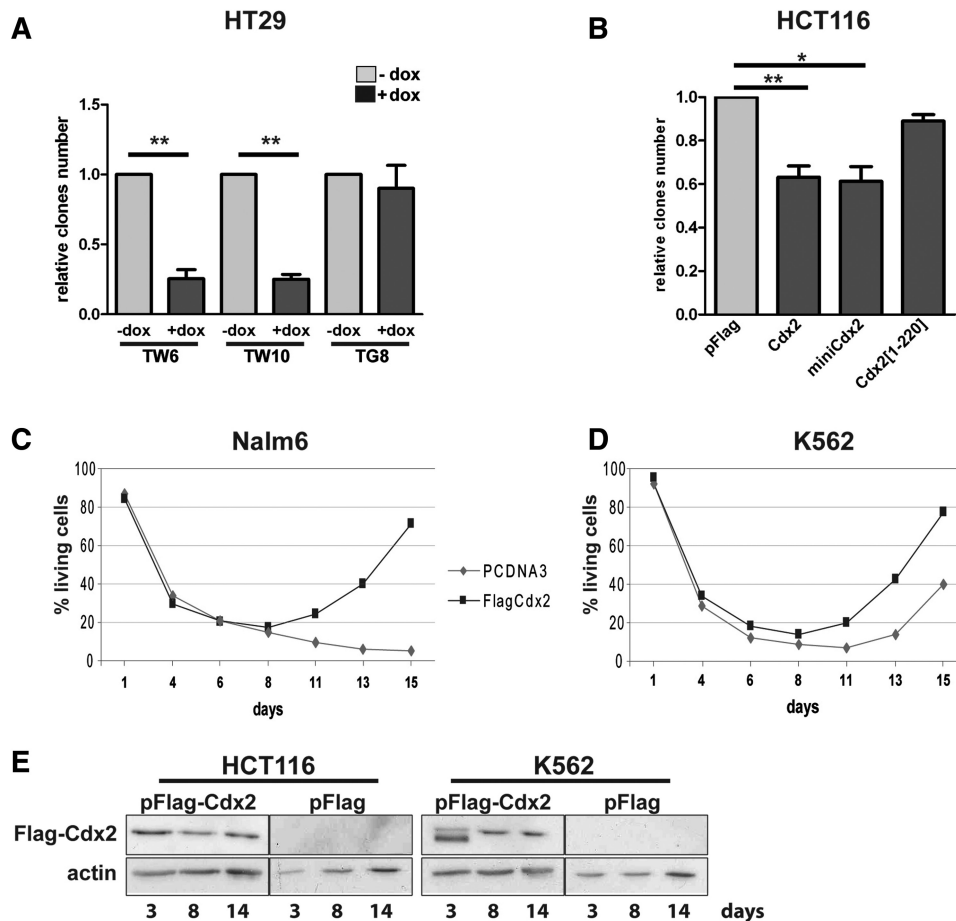 A
HT29
- dox
+ dox
relative clones number
1.5
1.0
0.5
0.0
**
**
-dox +dox -dox +dox -dox +dox
TW6 TW10 TG8
B
HCT116
relative clones number
1.0
0.8
0.6
0.4
0.2
0.0
*
**
pFlag
Cdx2
miniCdx2
Cdx2[1-220]
C
Nalm6
% living cells
100
80
60
40
20
0
1 4 6 8 11 13 15
days
PCDNA3
FlagCdx2
D
K562
% living cells
100
80
60
40
20
0
1 4 6 8 11 13 15
days
E
HCT116 K562
pFlag-Cdx2 pFlag pFlag-Cdx2 pFlag
Flag-Cdx2
actin
3 8 14 3 8 14 3 8 14 3 8 14 days